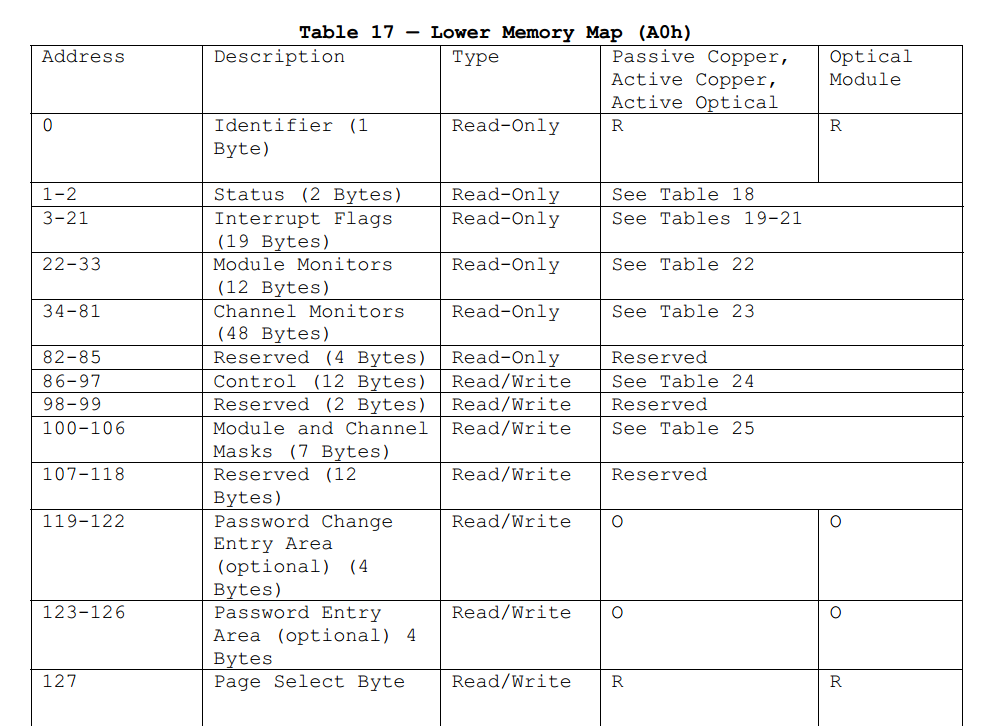 Table 17 — Lower Memory Map (A0h)
Address Description Type Passive Copper, Active Copper, Active Optical Optical Module
0 Identifier (1 Byte) Read-Only R R
1-2 Status (2 Bytes) Read-Only See Table 18
3-21 Interrupt Flags (19 Bytes) Read-Only See Tables 19-21
22-33 Module Monitors (12 Bytes) Read-Only See Table 22
34-81 Channel Monitors (48 Bytes) Read-Only See Table 23
82-85 Reserved (4 Bytes) Read-Only Reserved
86-97 Control (12 Bytes) Read/Write See Table 24
98-99 Reserved (2 Bytes) Read/Write Reserved
100-106 Module and Channel Masks (7 Bytes) Read/Write See Table 25
107-118 Reserved (12 Bytes) Read/Write Reserved
119-122 Password Change Entry Area (optional) (4 Bytes) Read/Write O O
123-126 Password Entry Area (optional) 4 Bytes Read/Write O O
127 Page Select Byte Read/Write R R